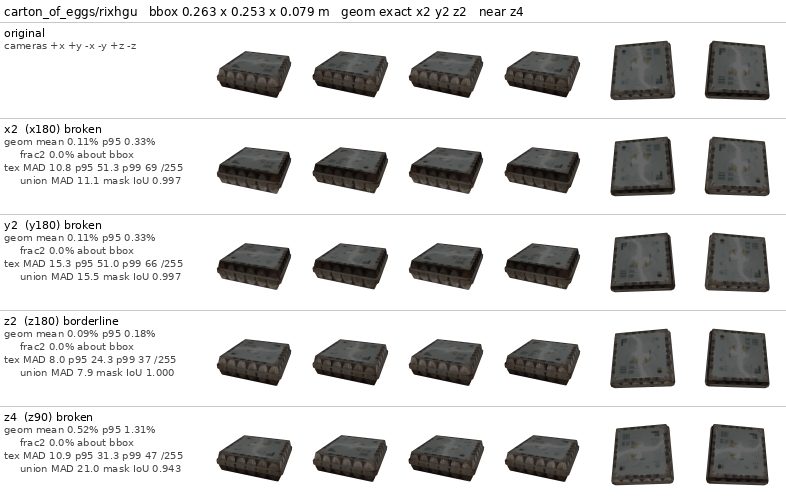 carton_of_eggs/rixhgu   bbox 0.263 x 0.253 x 0.079 m   geom exact x2 y2 z2   near z4
original
cameras +x +y -x -y +z -z
x2  (x180) broken
geom mean 0.11% p95 0.33%
frac2 0.0% about bbox
tex MAD 10.8 p95 51.3 p99 69 /255
union MAD 11.1 mask IoU 0.997
y2  (y180) broken
geom mean 0.11% p95 0.33%
frac2 0.0% about bbox
tex MAD 15.3 p95 51.0 p99 66 /255
union MAD 15.5 mask IoU 0.997
z2  (z180) borderline
geom mean 0.09% p95 0.18%
frac2 0.0% about bbox
tex MAD 8.0 p95 24.3 p99 37 /255
union MAD 7.9 mask IoU 1.000
z4  (z90) broken
geom mean 0.52% p95 1.31%
frac2 0.0% about bbox
tex MAD 10.9 p95 31.3 p99 47 /255
union MAD 21.0 mask IoU 0.943